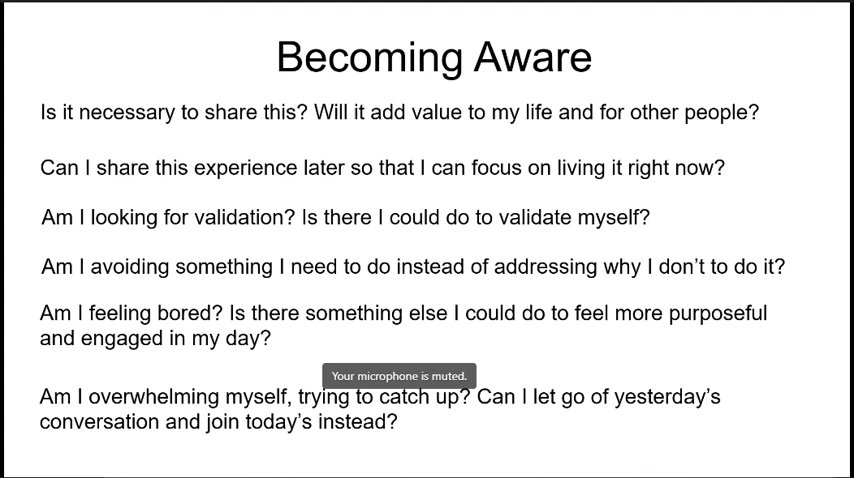 Becoming Aware
Is it necessary to share this? Will it add value to my life and for other people?
Can I share this experience later so that I can focus on living it right now?
Am I looking for validation? Is there I could do to validate myself?
Am I avoiding something I need to do instead of addressing why I don’t to do it?
Am I feeling bored? Is there something else I could do to feel more purposeful
and engaged in my day?
Your microphone is muted.
Am I overwhelming myself, trying to catch up? Can I let go of yesterday’s
conversation and join today’s instead?